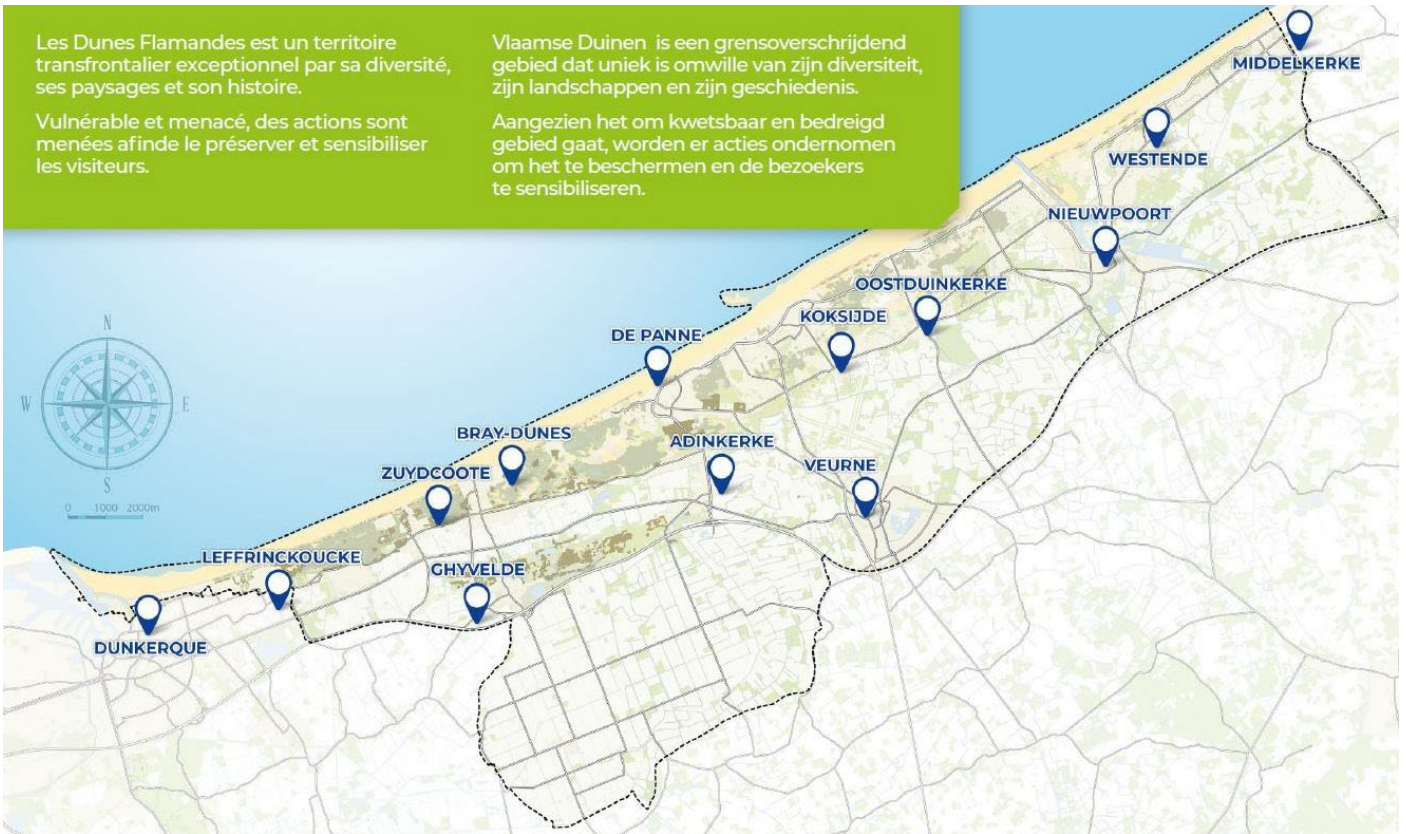 Les Dunes Flamandes est un territoire
transfrontalier exceptionnel par sa diversité,
ses paysages et son histoire.
Vulnérable et menacé, des actions sont
menées afinde le préserver et sensibiliser
les visiteurs.
Vlaamse Duinen is een grensoverschrijdend
gebied dat uniek is omwille van zijn diversiteit,
zijn landschappen en zijn geschiedenis.
Aangezien het om kwetsbaar en bedreigd
gebied gaat, worden er acties ondernomen
om het te beschermen en de bezoekers
te sensibiliseren.
MIDDELKERKE
WESTENDE
NIEUWPOORT
OOSTDUINKERKE
KOKSIJDE
DE PANNE
BRAY-DUNES
ADINKERKE
VEURNE
ZUYDCOOTE
LEFFRINCKOUCKE
GHYVELDE
DUNKERQUE
N
W
E
S
0 1000 2000m